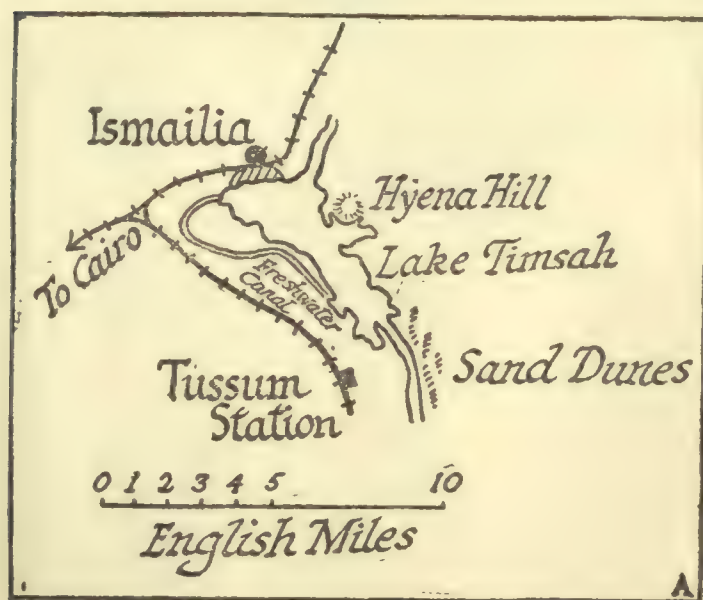 Ismailia
Hyena Hill
Lake Timsah
To Cairo
Freshwater
Canal
Sand Dunes
Tussum
Station
0 1 2 3 4 5 10
English Miles
A